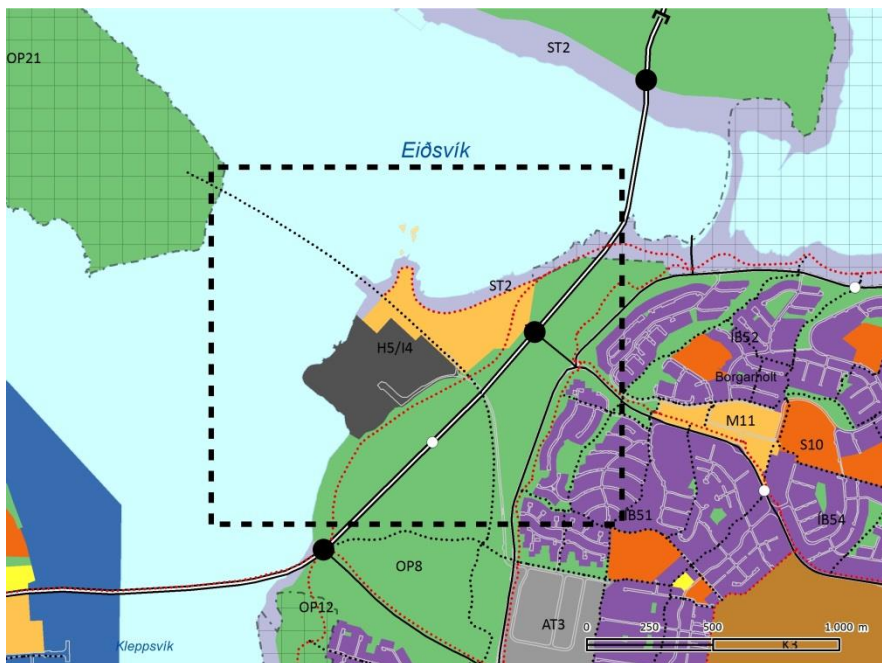 ST2
OP21
Eiðsvík
ST2
H5/I4
ÍB52
Borgarholt
M11
S10
ÍB51
ÍB54
OP8
OP12
AT3
Kleppsvík
0 250 500 1.000 m